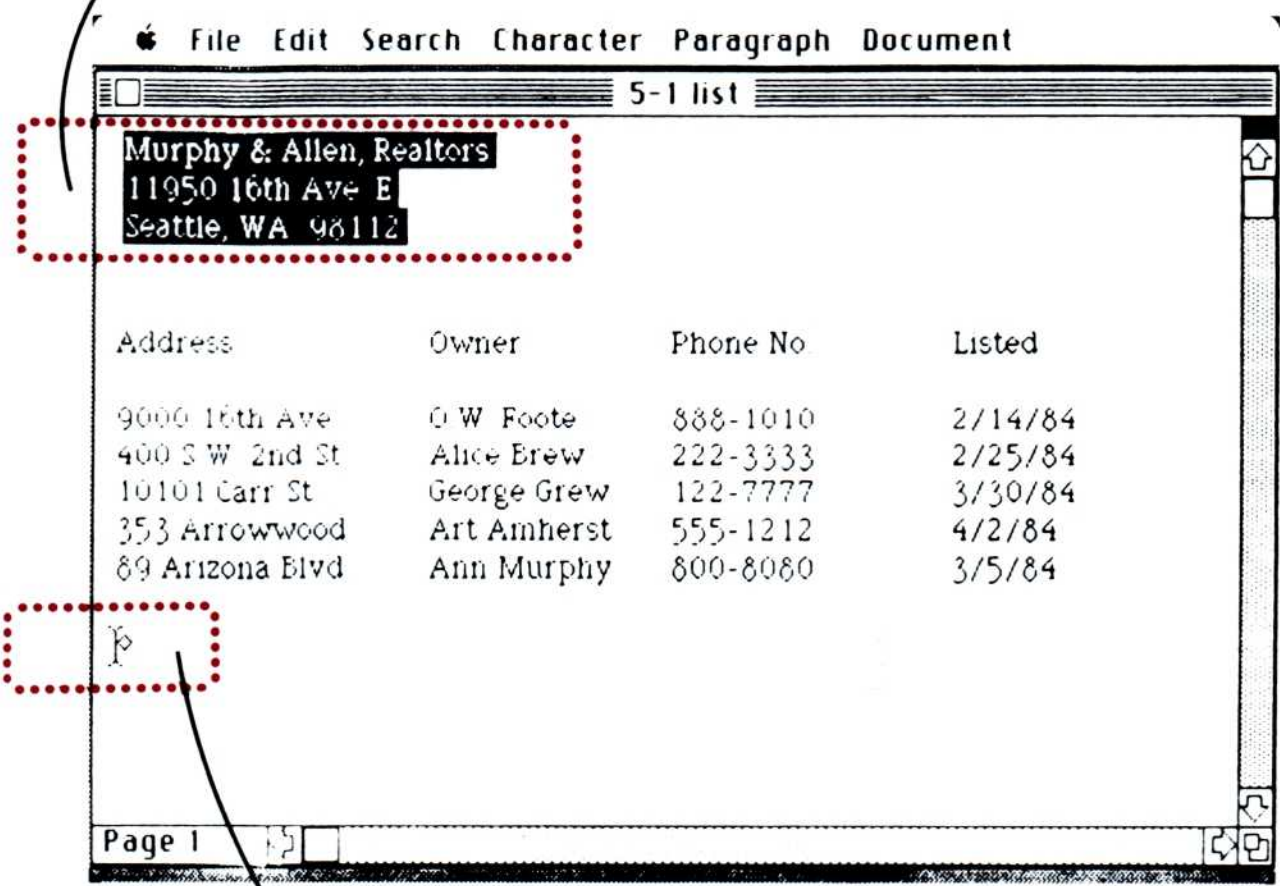 File Edit Search Character Paragraph Document
5-1 list
Murphy & Allen, Realtors
11950 16th Ave E
Seattle, WA 98112
Address Owner Phone No Listed
9000 16th Ave O W Foote 888-1010 2/14/84
400 S W 2nd St Alice Brew 222-3333 2/25/84
10101 Carr St George Grew 122-7777 3/30/84
353 Arrowwood Art Amherst 555-1212 4/2/84
89 Arizona Blvd Ann Murphy 800-8080 3/5/84
Page 1